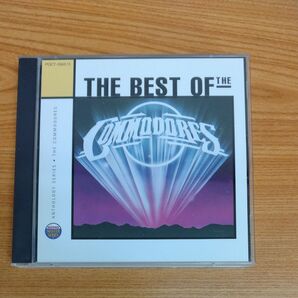 THE BEST OF THE
COMMODORES
ANTHOLOGY SERIES • THE COMMODORES